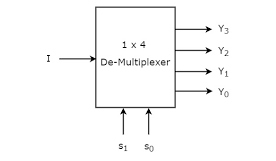 1 x 4
De-Multiplexer
I
Y₃
Y₂
Y₁
Y₀
s₁ s₀